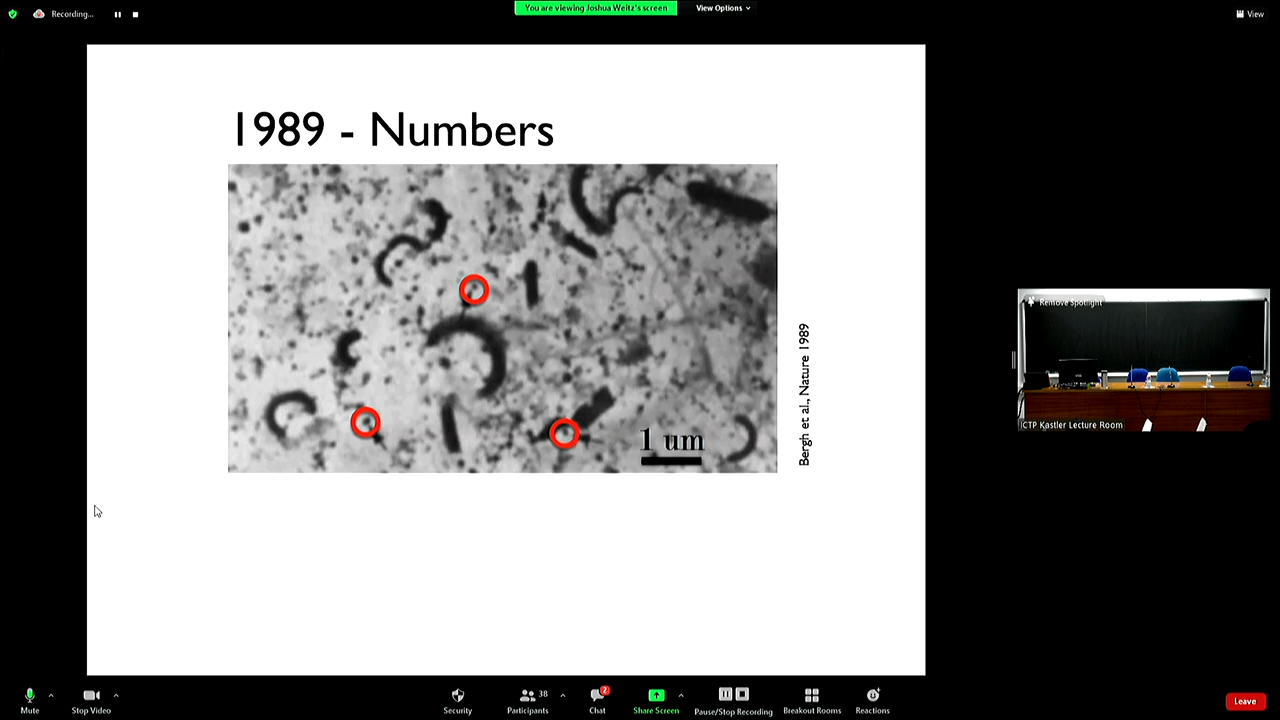 Recording...
You are viewing Joshua Weitz's screen
View Options
View
1989 - Numbers
1 um
Bergh et al., Nature 1989
Remove Spotlight
ICTP Kastler Lecture Room
Mute
Stop Video
Security
38
Participants
2
Chat
Share Screen
Pause/Stop Recording
Breakout Rooms
Reactions
Leave